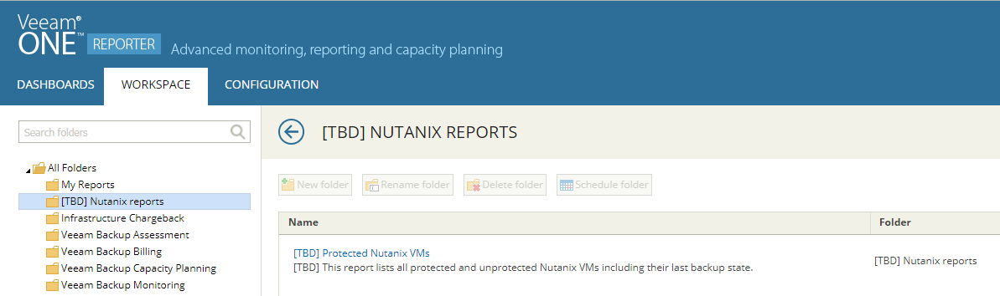 Veeam®
ONE™ REPORTER Advanced monitoring, reporting and capacity planning
DASHBOARDS WORKSPACE CONFIGURATION
Search folders
[TBD] NUTANIX REPORTS
All Folders
My Reports
[TBD] Nutanix reports
Infrastructure Chargeback
Veeam Backup Assessment
Veeam Backup Billing
Veeam Backup Capacity Planning
Veeam Backup Monitoring
New folder Rename folder Delete folder Schedule folder
Name Folder
[TBD] Protected Nutanix VMs
[TBD] This report lists all protected and unprotected Nutanix VMs including their last backup state.
[TBD] Nutanix reports